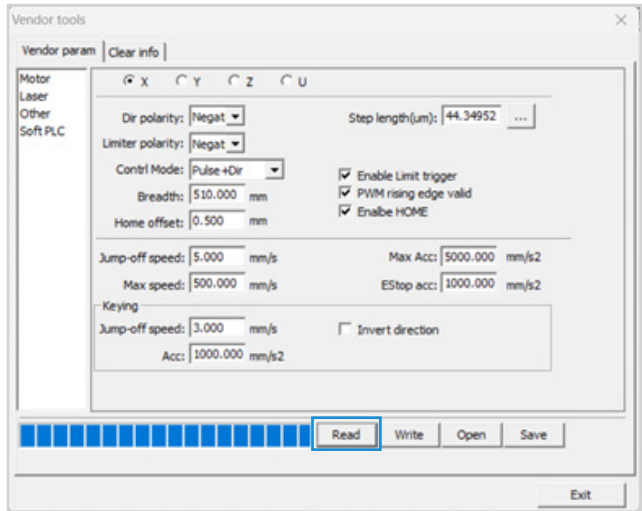 Vendor tools
Vendor param Clear info
Motor
Laser
Other
Soft PLC
X Y Z U
Dir polarity: Negat Step length(um): 44.34952 ...
Limiter polarity: Negat
Contrl Mode: Pulse+Dir Enable Limit trigger
Breadth: 510.000 mm PWM rising edge valid
Home offset: 0.500 mm Enalbe HOME
Jump-off speed: 5.000 mm/s Max Acc: 5000.000 mm/s2
Max speed: 500.000 mm/s EStop acc: 1000.000 mm/s2
Keying
Jump-off speed: 3.000 mm/s Invert direction
Acc: 1000.000 mm/s2
Read Write Open Save
Exit